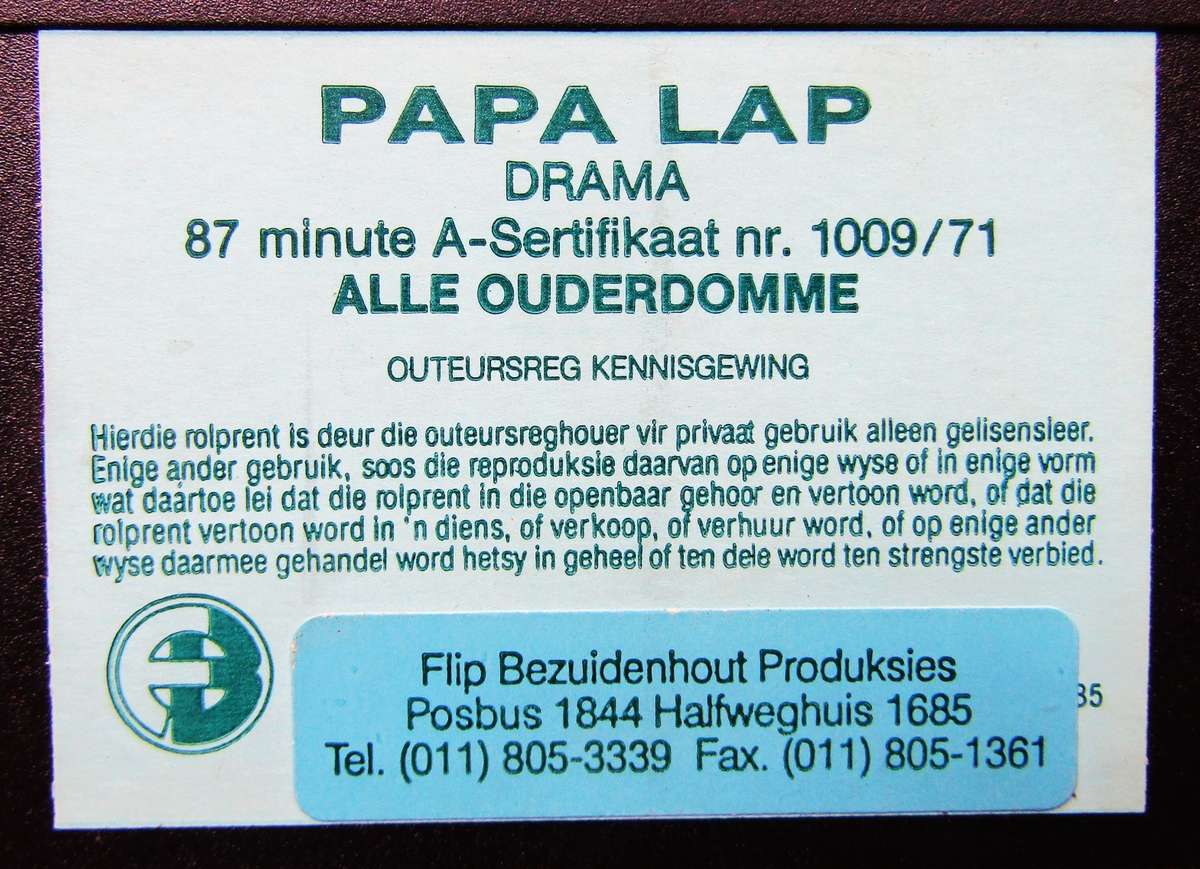 PAPA LAP
DRAMA
87 minute A-Sertifikaat nr. 1009/71
ALLE OUDERDOMME
OUTEURSREG KENNISGEWING
Hierdie rolprent is deur die outeursreghouer vir privaat gebruik alleen gelisensieer.
Enige ander gebruik, soos die reproduksie daarvan op enige wyse of in enige vorm
wat daartoe lei dat die rolprent in die openbaar gehoor en vertoon word, of dat die
rolprent vertoon word in 'n diens, of verkoop, of verhuur word, of op enige ander
wyse daarmee gehandel word hetsy in geheel of ten dele word ten strengste verbied.
Flip Bezuidenhout Produksies
Posbus 1844 Halfweghuis 1685
Tel. (011) 805-3339 Fax. (011) 805-1361